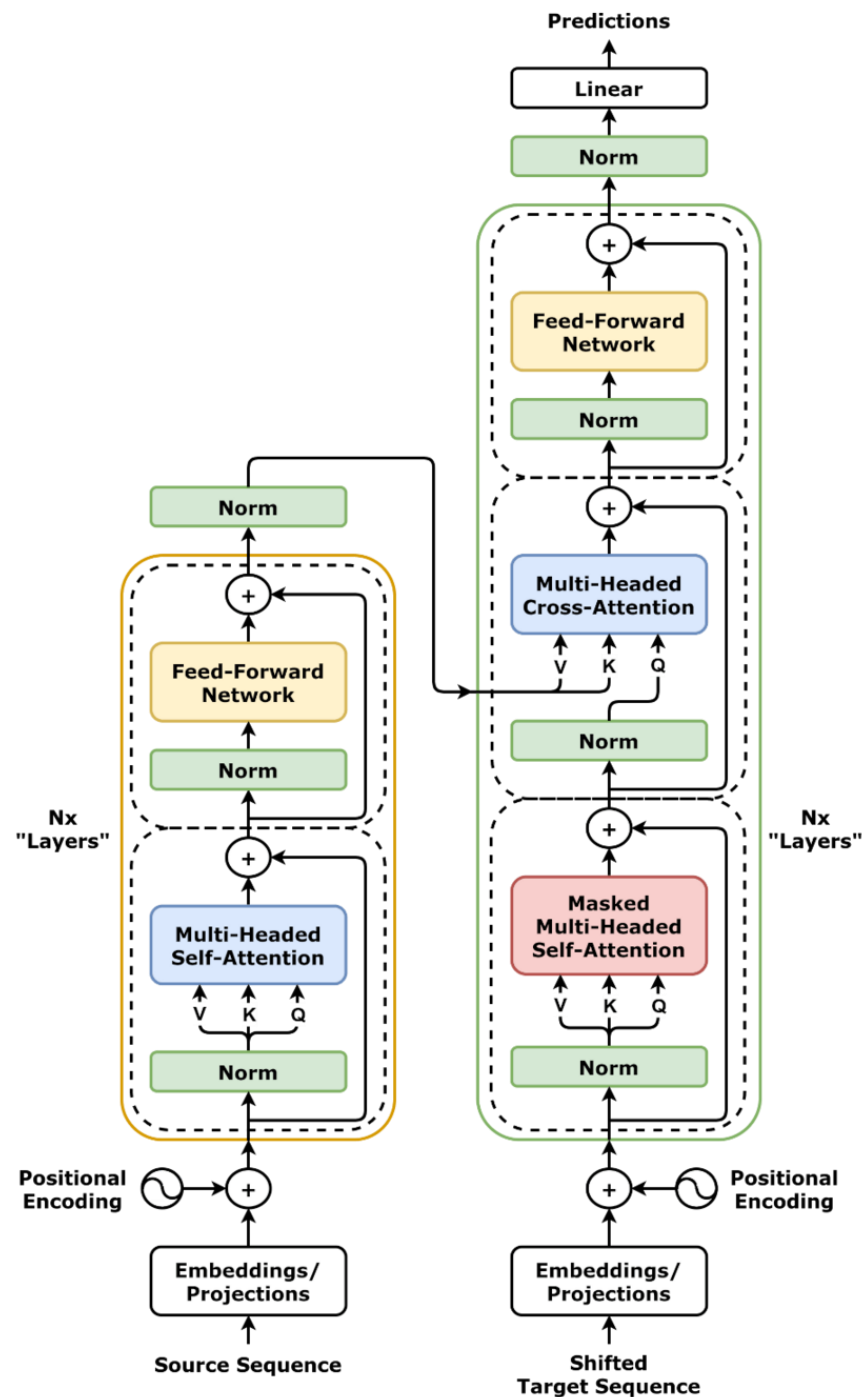 Predictions
Linear
Norm
+
Feed-Forward
Network
Norm
+
Multi-Headed
Cross-Attention
V K Q
Norm
+
Masked
Multi-Headed
Self-Attention
V K Q
Norm
Nx
"Layers"
+
Positional
Encoding
Embeddings/
Projections
Shifted
Target Sequence
Norm
+
Feed-Forward
Network
Norm
+
Multi-Headed
Self-Attention
V K Q
Norm
Nx
"Layers"
Positional
Encoding
+
Embeddings/
Projections
Source Sequence